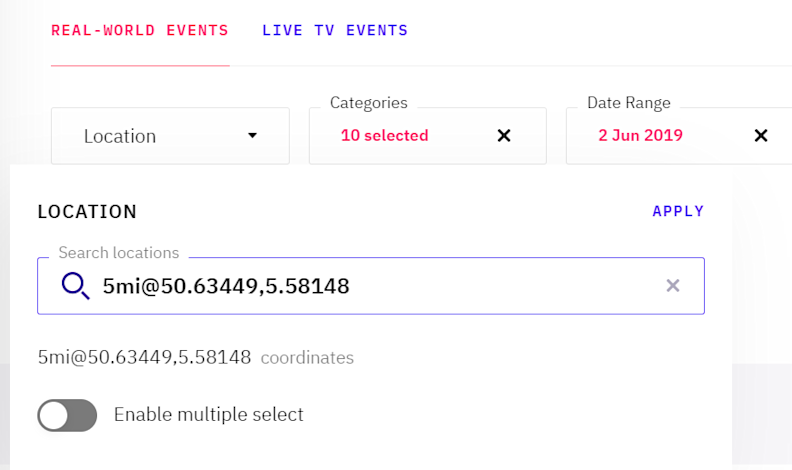 REAL-WORLD EVENTS LIVE TV EVENTS
Categories Date Range
Location 10 selected 2 Jun 2019
LOCATION APPLY
Search locations
5mi@50.63449,5.58148
5mi@50.63449,5.58148 coordinates
Enable multiple select